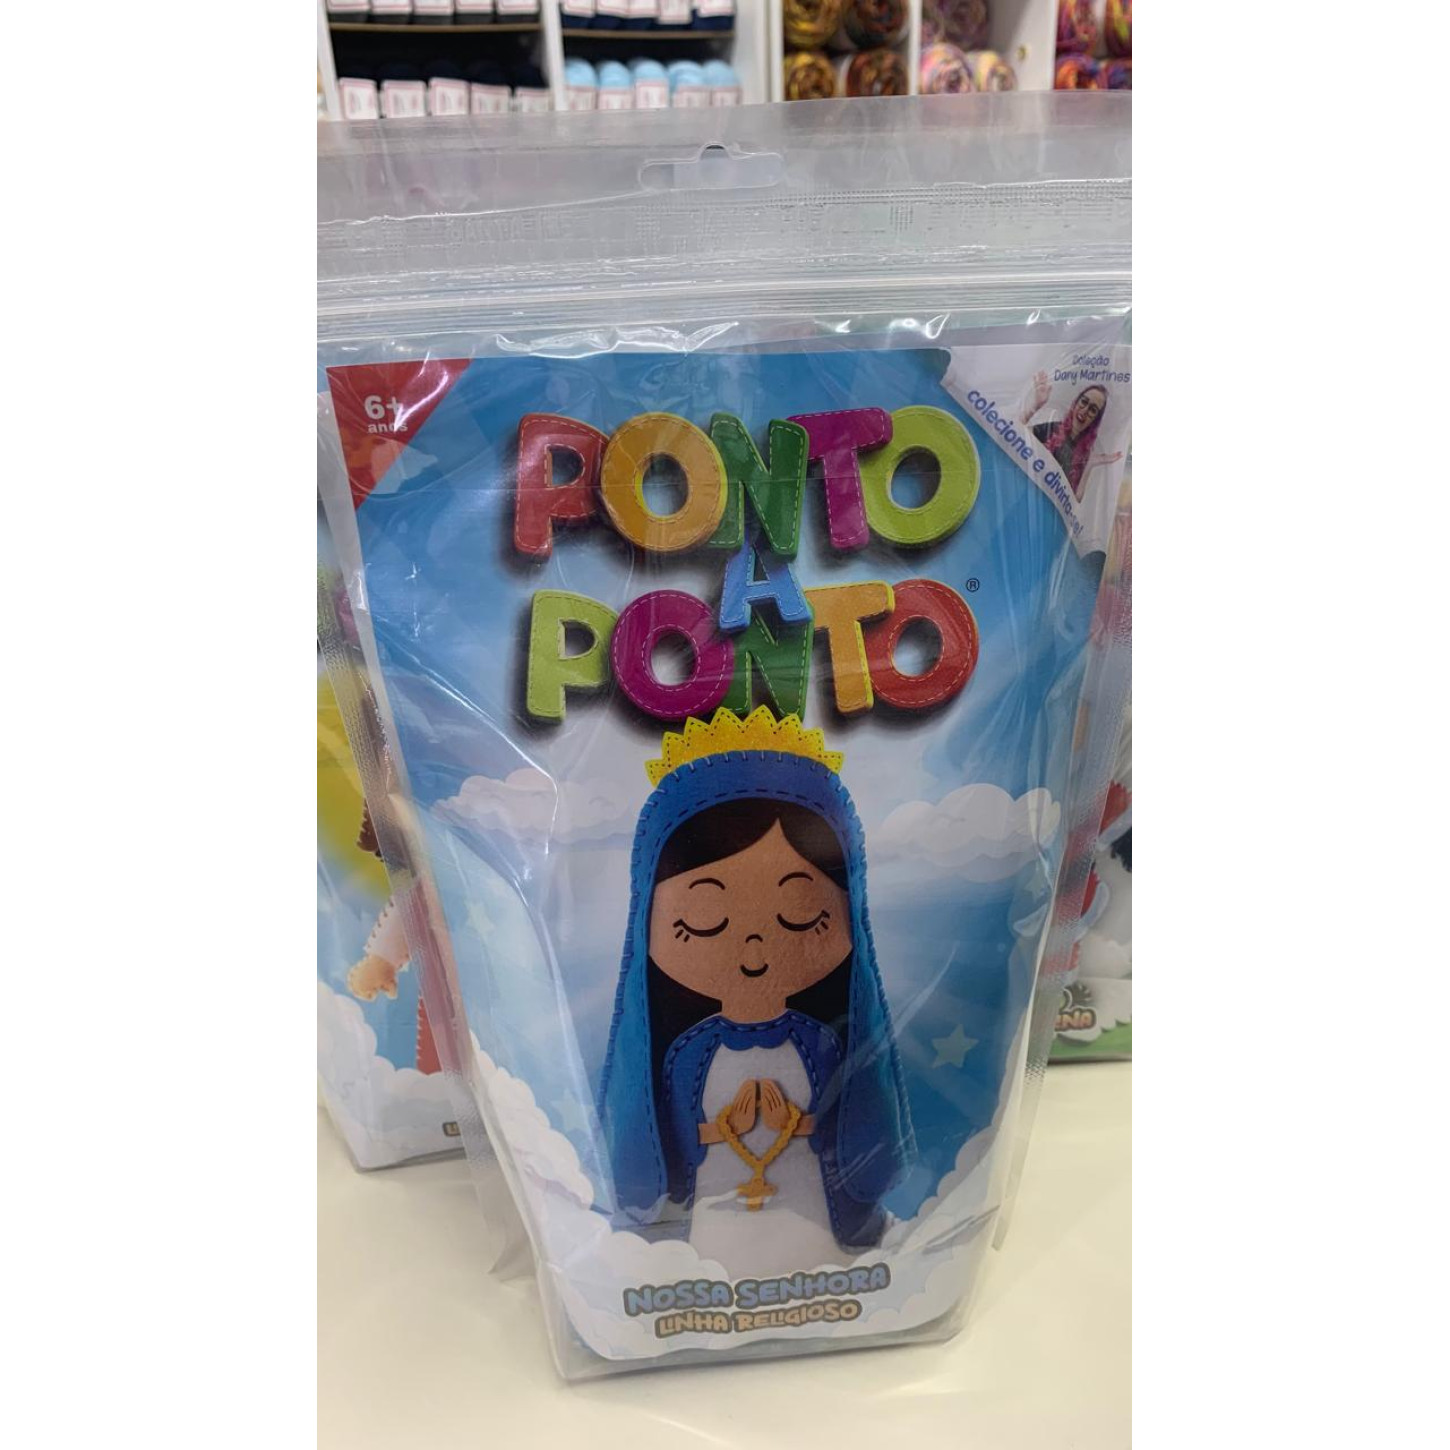 6+
anos
Coleção
Dany Martines
colecione e divirta-se!
PONTO
A
PONTO
®
NOSSA SENHORA
LINHA RELIGIOSO